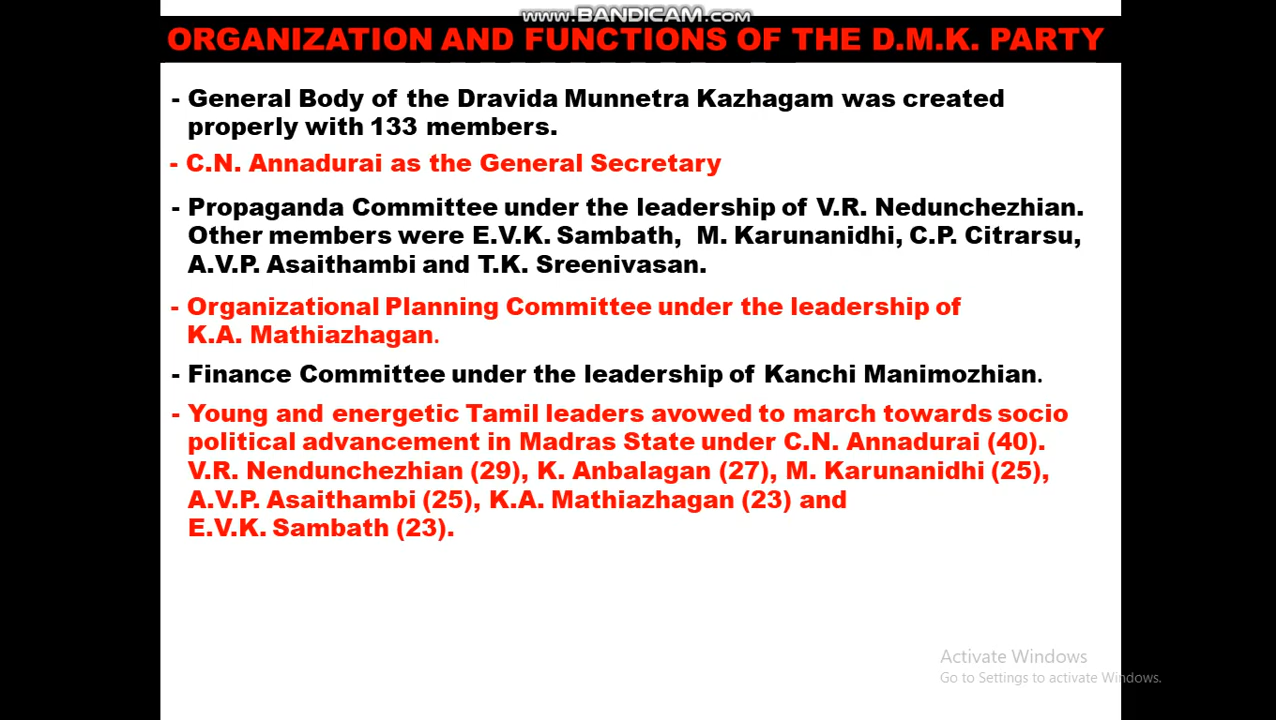 www.BANDICAM.com
ORGANIZATION AND FUNCTIONS OF THE D.M.K. PARTY
- General Body of the Dravida Munnetra Kazhagam was created
properly with 133 members.
- C.N. Annadurai as the General Secretary
- Propaganda Committee under the leadership of V.R. Nedunchezhian.
Other members were E.V.K. Sambath, M. Karunanidhi, C.P. Citrarsu,
A.V.P. Asaithambi and T.K. Sreenivasan.
- Organizational Planning Committee under the leadership of
K.A. Mathiazhagan.
- Finance Committee under the leadership of Kanchi Manimozhian.
- Young and energetic Tamil leaders avowed to march towards socio
political advancement in Madras State under C.N. Annadurai (40).
V.R. Nendunchezhian (29), K. Anbalagan (27), M. Karunanidhi (25),
A.V.P. Asaithambi (25), K.A. Mathiazhagan (23) and
E.V.K. Sambath (23).
Activate Windows
Go to Settings to activate Windows.